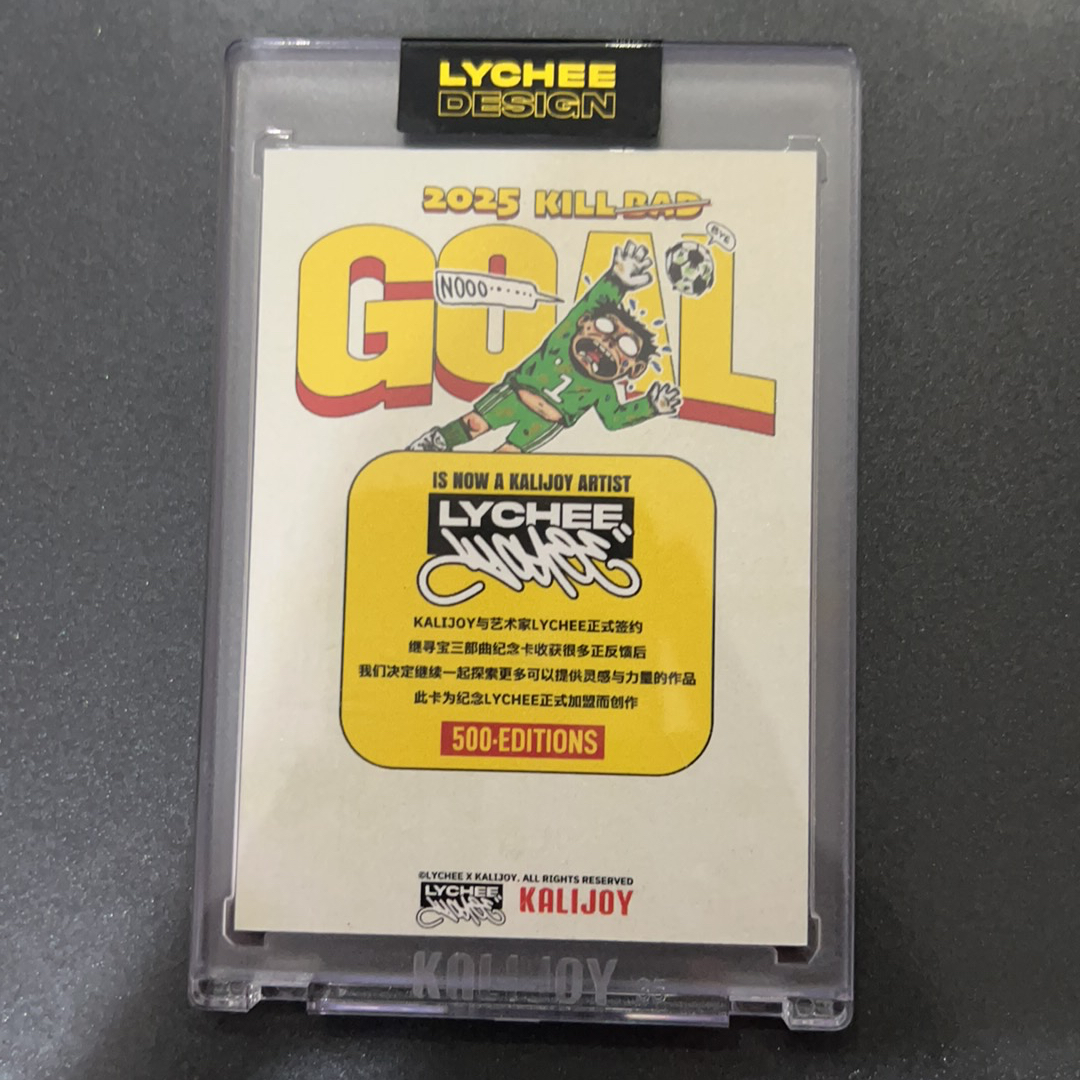 LYCHEE
DESIGN
2025 KILL BAD
GOAL
BYE
NOOO·······
1
IS NOW A KALIJOY ARTIST
LYCHEE
LYCHEE
KALIJOY与艺术家LYCHEE正式签约
继寻宝三部曲纪念卡收获很多正反馈后
我们决定继续一起探索更多可以提供灵感与力量的作品
此卡为纪念LYCHEE正式加盟而创作
500·EDITIONS
©LYCHEE X KALIJOY. ALL RIGHTS RESERVED
LYCHEE
LYCHEE
KALIJOY
KALIJOY 35